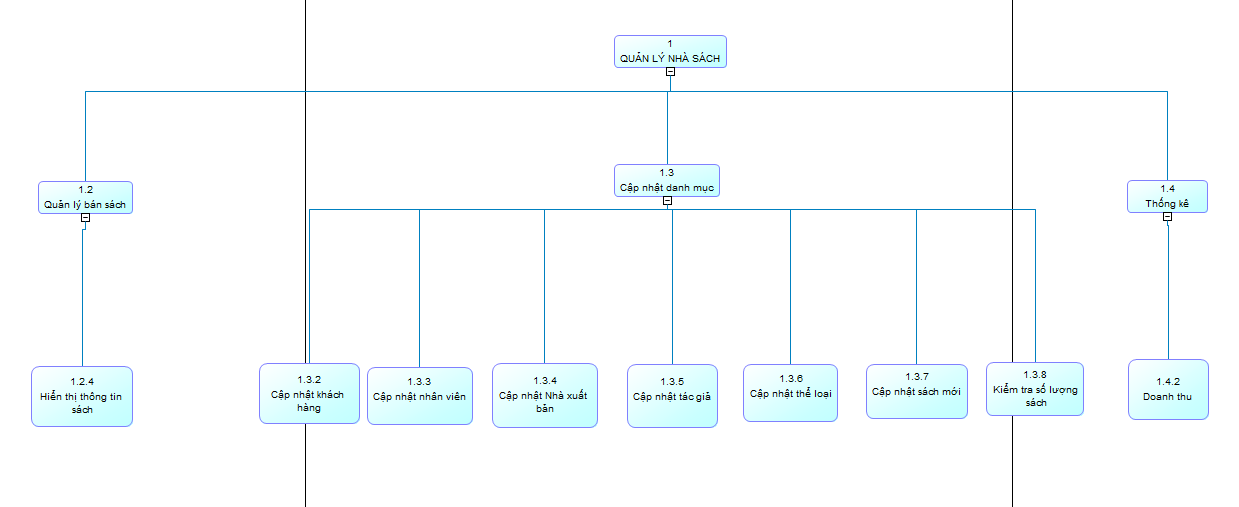 1
QUẢN LÝ NHÀ SÁCH
1.3
Cập nhật danh mục
1.2
Quản lý bán sách
1.4
Thống kê
1.2.4
Hiển thị thông tin
sách
1.3.2
Cập nhật khách
hàng
1.3.3
Cập nhật nhân viên
1.3.4
Cập nhật Nhà xuất
bản
1.3.5
Cập nhật tác giả
1.3.6
Cập nhật thể loại
1.3.7
Cập nhật sách mới
1.3.8
Kiểm tra số lượng
sách
1.4.2
Doanh thu